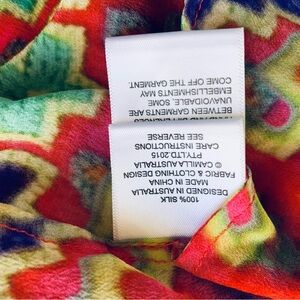 100% SILK
DESIGNED IN AUSTRALIA
MADE IN CHINA
FABRIC & CLOTHING DESIGN
© CAMILLA AUSTRALIA
PTY LTD 2015
CARE INSTRUCTIONS
SEE REVERSE
BETWEEN GARMENTS ARE
UNAVOIDABLE. SOME
EMBELLISHMENTS MAY
COME OFF THE GARMENT.